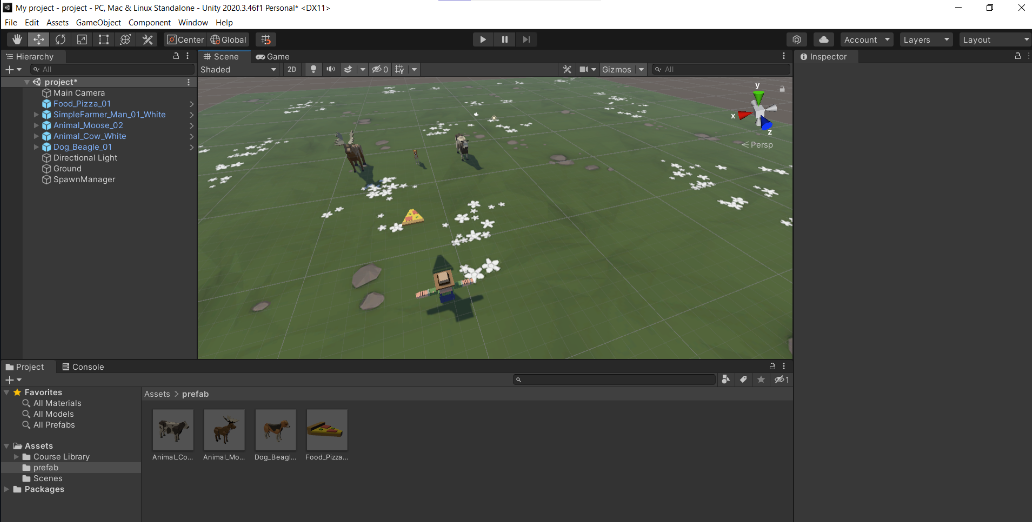 My project - project - PC, Mac & Linux Standalone - Unity 2020.3.46f1 Personal* <DX11>
File Edit Assets GameObject Component Window Help
Center Global Account Layers Layout
Hierarchy Scene Game Inspector
All Shaded 2D 0 Gizmos All
project*
Main Camera
Food_Pizza_01
SimpleFarmer_Man_01_White
Animal_Moose_02
Animal_Cow_White
Dog_Beagle_01
Directional Light
Ground
SpawnManager
y
x
z
Persp
Project Console
1
Favorites
All Materials
All Models
All Prefabs
Assets
Course Library
prefab
Scenes
Packages
Assets > prefab
Animal_Co... Animal_Mo... Dog_Beagl... Food_Pizza...